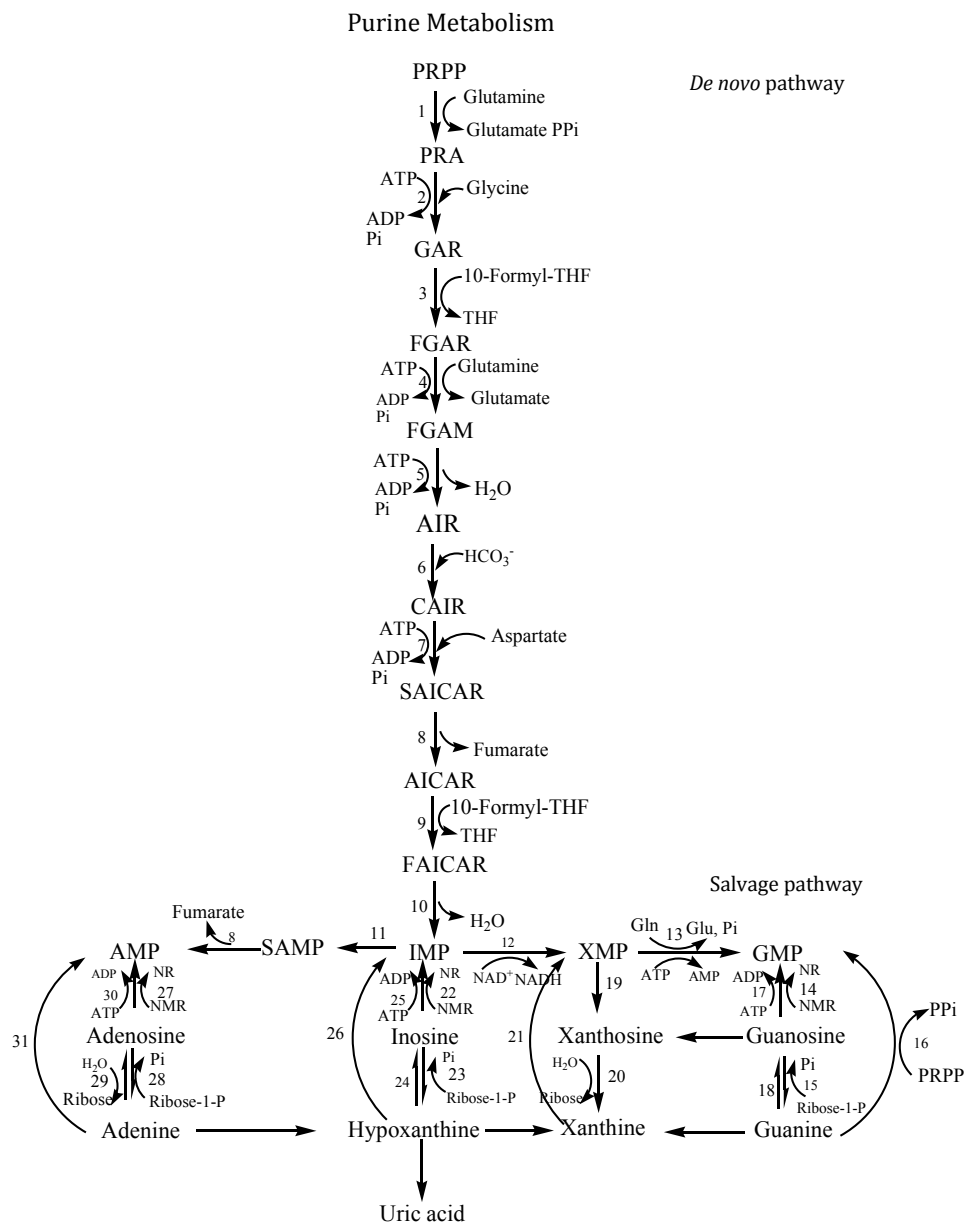 Purine Metabolism
De novo pathway
PRPP
Glutamine
1
Glutamate PPi
PRA
ATP
Glycine
2
ADP
Pi
GAR
10-Formyl-THF
3
THF
FGAR
ATP
Glutamine
4
ADP
Glutamate
Pi
FGAM
ATP
5
ADP
H2O
Pi
AIR
HCO3-
6
CAIR
ATP
Aspartate
7
ADP
Pi
SAICAR
8
Fumarate
AICAR
10-Formyl-THF
9
THF
FAICAR
Salvage pathway
10
H2O
Fumarate
8
11
12
Gln
13
Glu, Pi
AMP
SAMP
IMP
XMP
GMP
NAD+
NADH
ATP
AMP
ADP
NR
30
27
ATP
NMR
ADP
NR
25
22
ATP
NMR
19
ADP
NR
17
14
ATP
NMR
PPi
31
Adenosine
26
Inosine
21
Xanthosine
Guanosine
16
PRPP
H2O
Pi
29
28
Ribose
Ribose-1-P
Pi
24
23
Ribose-1-P
H2O
20
Ribose
Pi
18
15
Ribose-1-P
Adenine
Hypoxanthine
Xanthine
Guanine
Uric acid